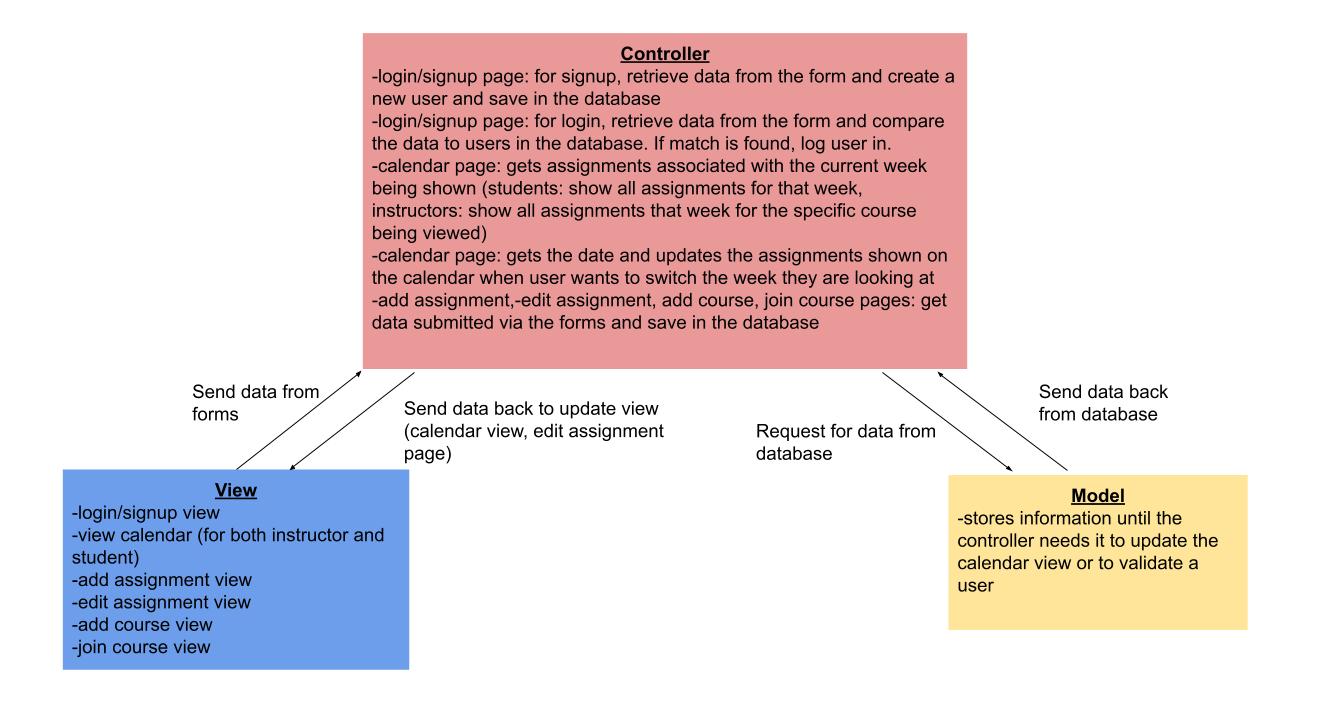 Controller
-login/signup page: for signup, retrieve data from the form and create a
new user and save in the database
-login/signup page: for login, retrieve data from the form and compare
the data to users in the database. If match is found, log user in.
-calendar page: gets assignments associated with the current week
being shown (students: show all assignments for that week,
instructors: show all assignments that week for the specific course
being viewed)
-calendar page: gets the date and updates the assignments shown on
the calendar when user wants to switch the week they are looking at
-add assignment,-edit assignment, add course, join course pages: get
data submitted via the forms and save in the database
Send data from
forms
Send data back to update view
(calendar view, edit assignment
page)
Request for data from
database
Send data back
from database
View
-login/signup view
-view calendar (for both instructor and
student)
-add assignment view
-edit assignment view
-add course view
-join course view
Model
-stores information until the
controller needs it to update the
calendar view or to validate a
user